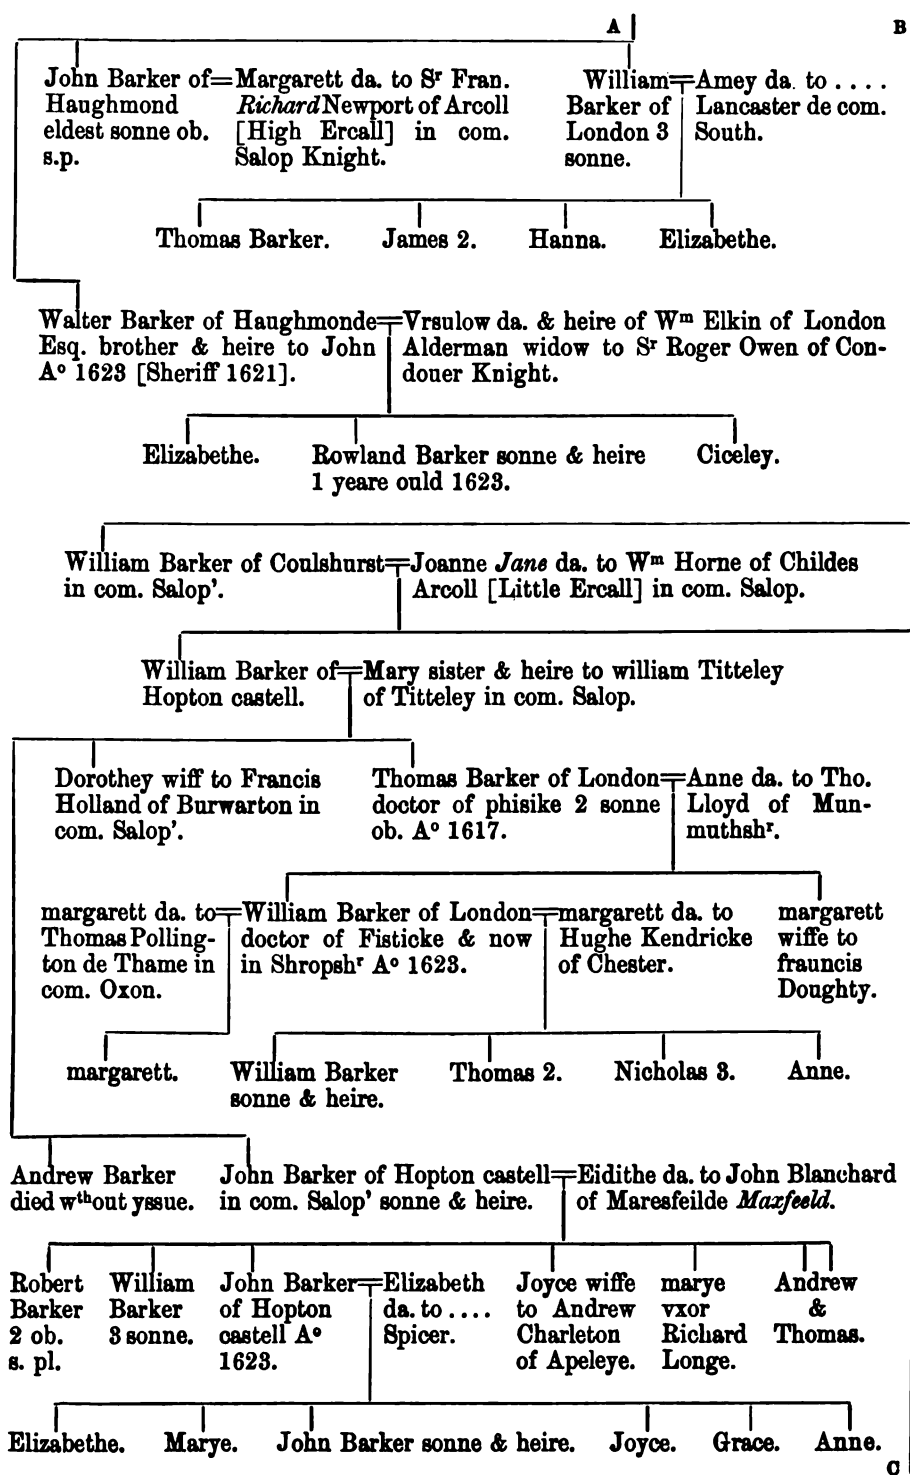 A B
John Barker of=Margarett da. to Sʳ Fran.
Haughmond Richard Newport of Arcoll
eldest sonne ob. [High Ercall] in com.
s.p. Salop Knight.
William=Amey da. to ....
Barker of Lancaster de com.
London 3 South.
sonne.
Thomas Barker. James 2. Hanna. Elizabethe.
Walter Barker of Haughmonde=Vrsulow da. & heire of Wᵐ Elkin of London
Esq. brother & heire to John Alderman widow to Sʳ Roger Owen of Con-
Aº 1623 [Sheriff 1621]. douer Knight.
Elizabethe. Rowland Barker sonne & heire Ciceley.
1 yeare ould 1623.
William Barker of Coulshurst=Joanne Jane da. to Wᵐ Horne of Childes
in com. Salop'. Arcoll [Little Ercall] in com. Salop.
William Barker of=Mary sister & heire to william Titteley
Hopton castell. of Titteley in com. Salop.
Dorothey wiff to Francis
Holland of Burwarton in
com. Salop'.
Thomas Barker of London=Anne da. to Tho.
doctor of phisike 2 sonne Lloyd of Mun-
ob. Aº 1617. muthshʳ.
margarett da. to=William Barker of London=margarett da. to
Thomas Polling- doctor of Fisticke & now Hughe Kendricke
ton de Thame in in Shropshʳ Aº 1623. of Chester.
com. Oxon.
margarett
wiffe to
frauncis
Doughty.
margarett. William Barker Thomas 2. Nicholas 3. Anne.
sonne & heire.
Andrew Barker John Barker of Hopton castell=Eidithe da. to John Blanchard
died wᵗʰout yssue. in com. Salop' sonne & heire. of Maresfeilde Maxfeeld.
Robert
Barker
2 ob.
s. pl.
William
Barker
3 sonne.
John Barker=Elizabeth
of Hopton da. to ....
castell Aº Spicer.
1623.
Joyce wiffe
to Andrew
Charleton
of Apeleye.
marye
vxor
Richard
Longe.
Andrew
&
Thomas.
Elizabethe. Marye. John Barker sonne & heire. Joyce. Grace. Anne.
C